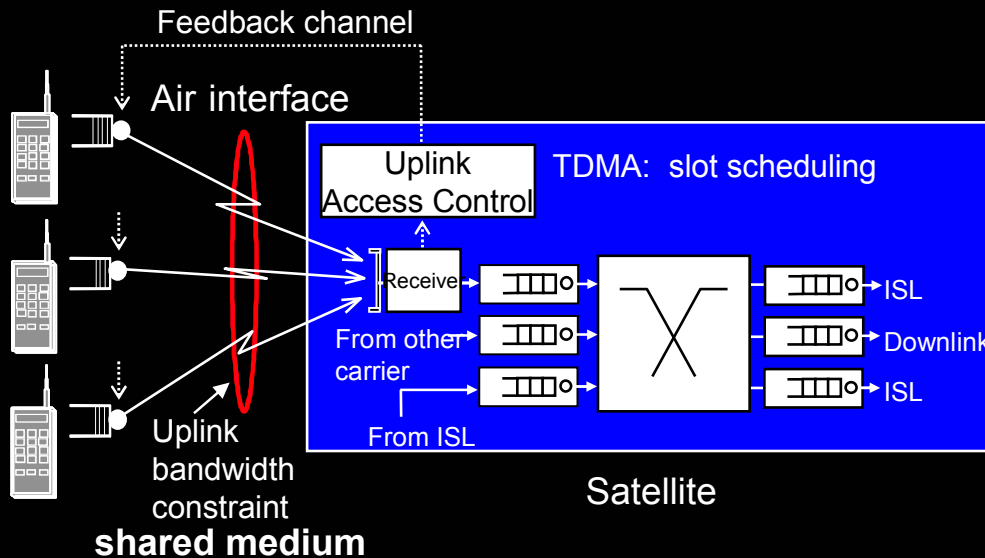 Feedback channel
Air interface
Uplink
Access Control
TDMA: slot scheduling
Receiver
ISL
From other
carrier
Downlink
From ISL
ISL
Uplink
bandwidth
constraint
shared medium
Satellite